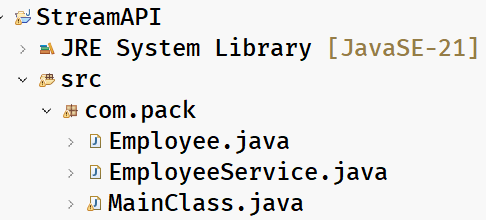 StreamAPI
JRE System Library [JavaSE-21]
src
com.pack
Employee.java
EmployeeService.java
MainClass.java